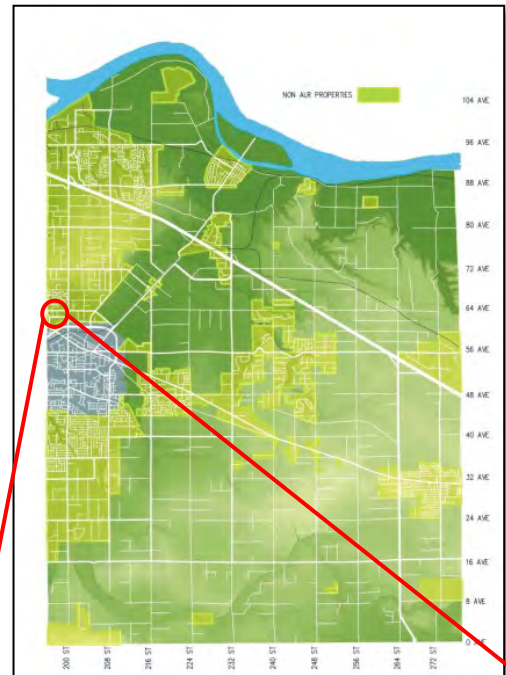 NON ALR PROPERTIES
104 AVE
96 AVE
88 AVE
80 AVE
72 AVE
64 AVE
56 AVE
48 AVE
40 AVE
32 AVE
24 AVE
16 AVE
8 AVE
0 AVE
200 ST
208 ST
216 ST
224 ST
232 ST
240 ST
248 ST
256 ST
264 ST
272 ST